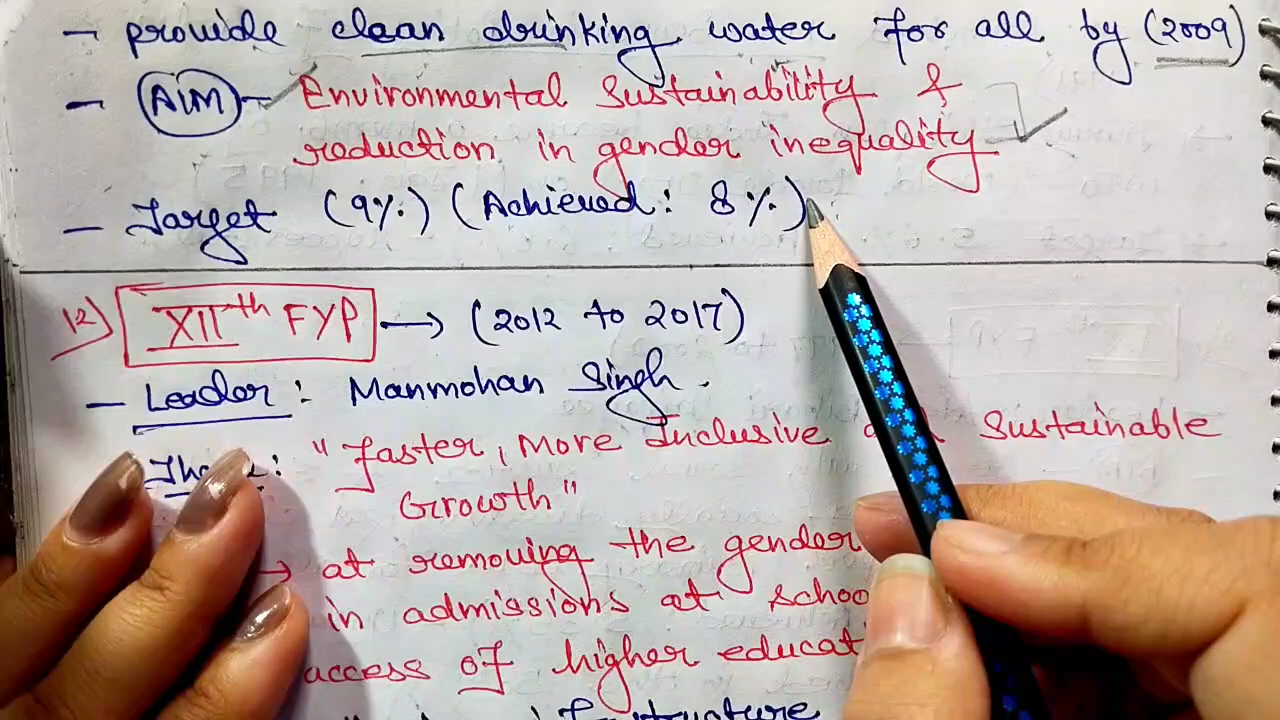 - provide clean drinking water for all by (2009)
- AIM - Environmental Sustainability &
reduction in gender inequality
- Target (9%.) (Achieved: 8%.)
12) XIIth FYP → (2012 to 2017)
- Leader: Manmohan Singh.
: "Faster, More Inclusive Sustainable
Growth"
→ at removing the gender
in admissions at
access of higher